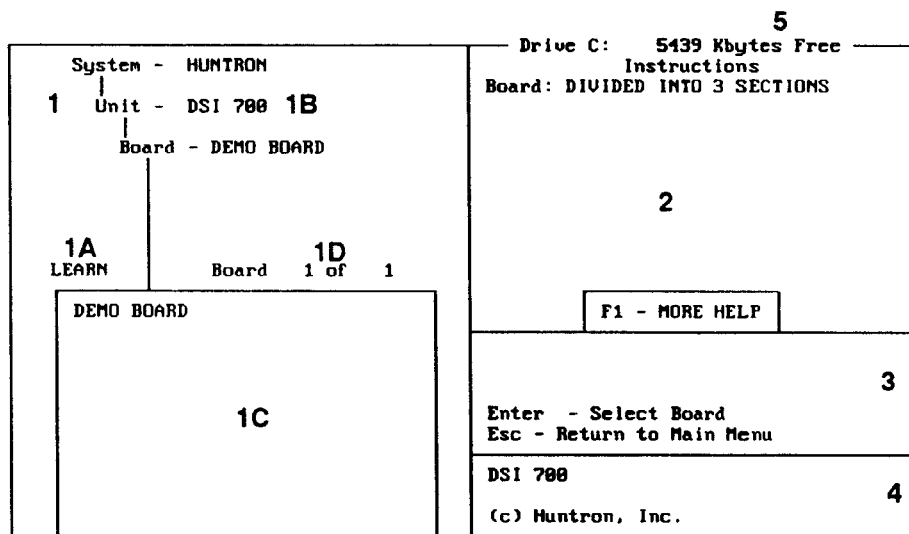 5
Drive C: 5439 Kbytes Free
System - HUNTRON
Instructions
1 Unit - DSI 700 1B
Board: DIVIDED INTO 3 SECTIONS
Board - DEMO BOARD
2
1A 1D
LEARN Board 1 of 1
DEMO BOARD
F1 - MORE HELP
3
1C
Enter - Select Board
Esc - Return to Main Menu
DSI 700
4
(c) Huntron, Inc.